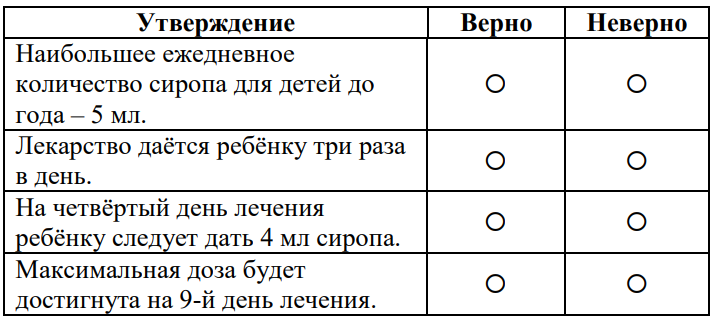 Утверждение Верно Неверно
Наибольшее ежедневное
количество сиропа для детей до
года – 5 мл.
Лекарство даётся ребёнку три раза
в день.
На четвёртый день лечения
ребёнку следует дать 4 мл сиропа.
Максимальная доза будет
достигнута на 9-й день лечения.